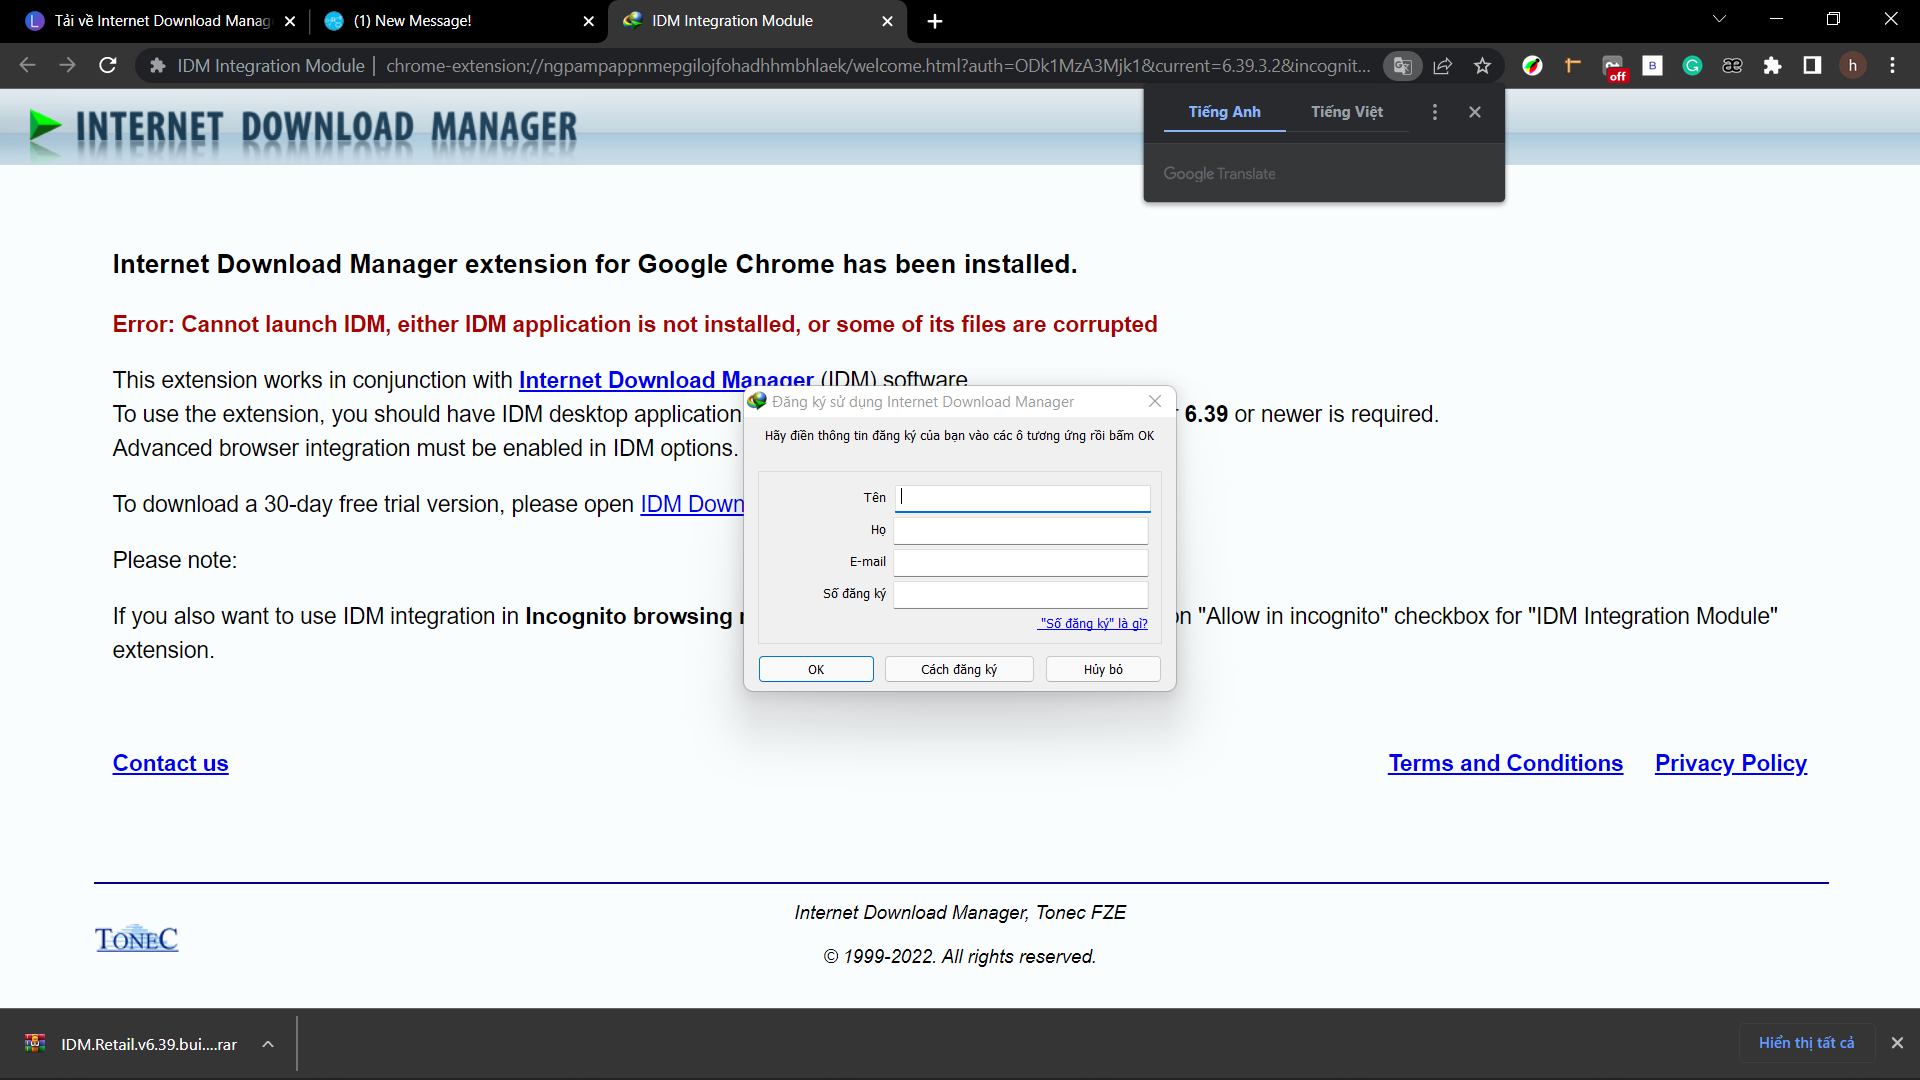 Tải về Internet Download Manag
(1) New Message!
IDM Integration Module
IDM Integration Module | chrome-extension://ngpampappnmepgilojfohadhhmbhlaek/welcome.html?auth=ODk1MzA3Mjk1&current=6.39.3.2&incognit...
off
B
h
INTERNET DOWNLOAD MANAGER
Tiếng Anh
Tiếng Việt
Google Translate
Internet Download Manager extension for Google Chrome has been installed.
Error: Cannot launch IDM, either IDM application is not installed, or some of its files are corrupted
This extension works in conjunction with Internet Download Manager (IDM) software
To use the extension, you should have IDM desktop application 6.39 or newer is required.
Advanced browser integration must be enabled in IDM options.
To download a 30-day free trial version, please open IDM Down
Please note:
If you also want to use IDM integration in Incognito browsing on "Allow in incognito" checkbox for "IDM Integration Module"
extension.
Đăng ký sử dụng Internet Download Manager
Hãy điền thông tin đăng ký của bạn vào các ô tương ứng rồi bấm OK
Tên
Họ
E-mail
Số đăng ký
"Số đăng ký" là gì?
OK
Cách đăng ký
Hủy bỏ
Contact us
Terms and Conditions
Privacy Policy
TONEC
Internet Download Manager, Tonec FZE
© 1999-2022. All rights reserved.
IDM.Retail.v6.39.bui....rar
Hiển thị tất cả